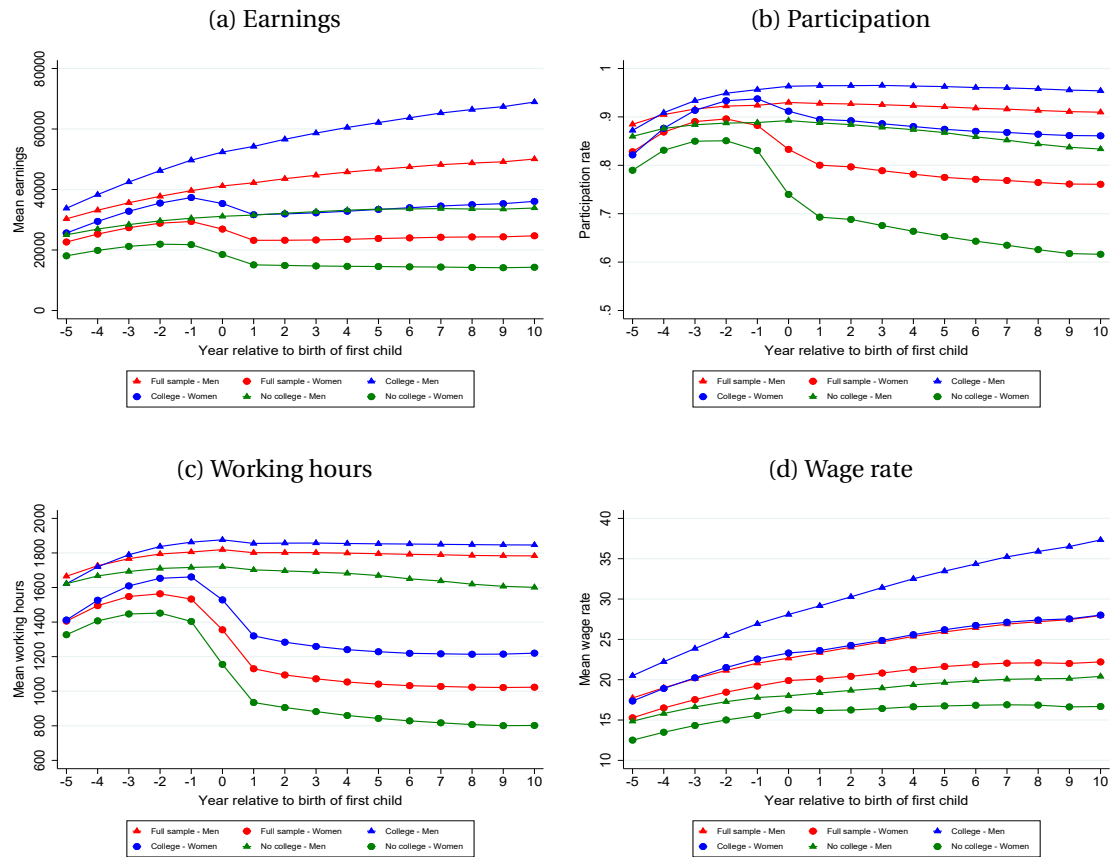 (a) Earnings
Mean earnings
80000
60000
40000
20000
0
-5 -4 -3 -2 -1 0 1 2 3 4 5 6 7 8 9 10
Year relative to birth of first child
Full sample - Men Full sample - Women College - Men
College - Women No college - Men No college - Women
(b) Participation
Participation rate
1
.9
.8
.7
.6
.5
-5 -4 -3 -2 -1 0 1 2 3 4 5 6 7 8 9 10
Year relative to birth of first child
Full sample - Men Full sample - Women College - Men
College - Women No college - Men No college - Women
(c) Working hours
Mean working hours
2000
1800
1600
1400
1200
1000
800
600
-5 -4 -3 -2 -1 0 1 2 3 4 5 6 7 8 9 10
Year relative to birth of first child
Full sample - Men Full sample - Women College - Men
College - Women No college - Men No college - Women
(d) Wage rate
Mean wage rate
40
35
30
25
20
15
10
-5 -4 -3 -2 -1 0 1 2 3 4 5 6 7 8 9 10
Year relative to birth of first child
Full sample - Men Full sample - Women College - Men
College - Women No college - Men No college - Women